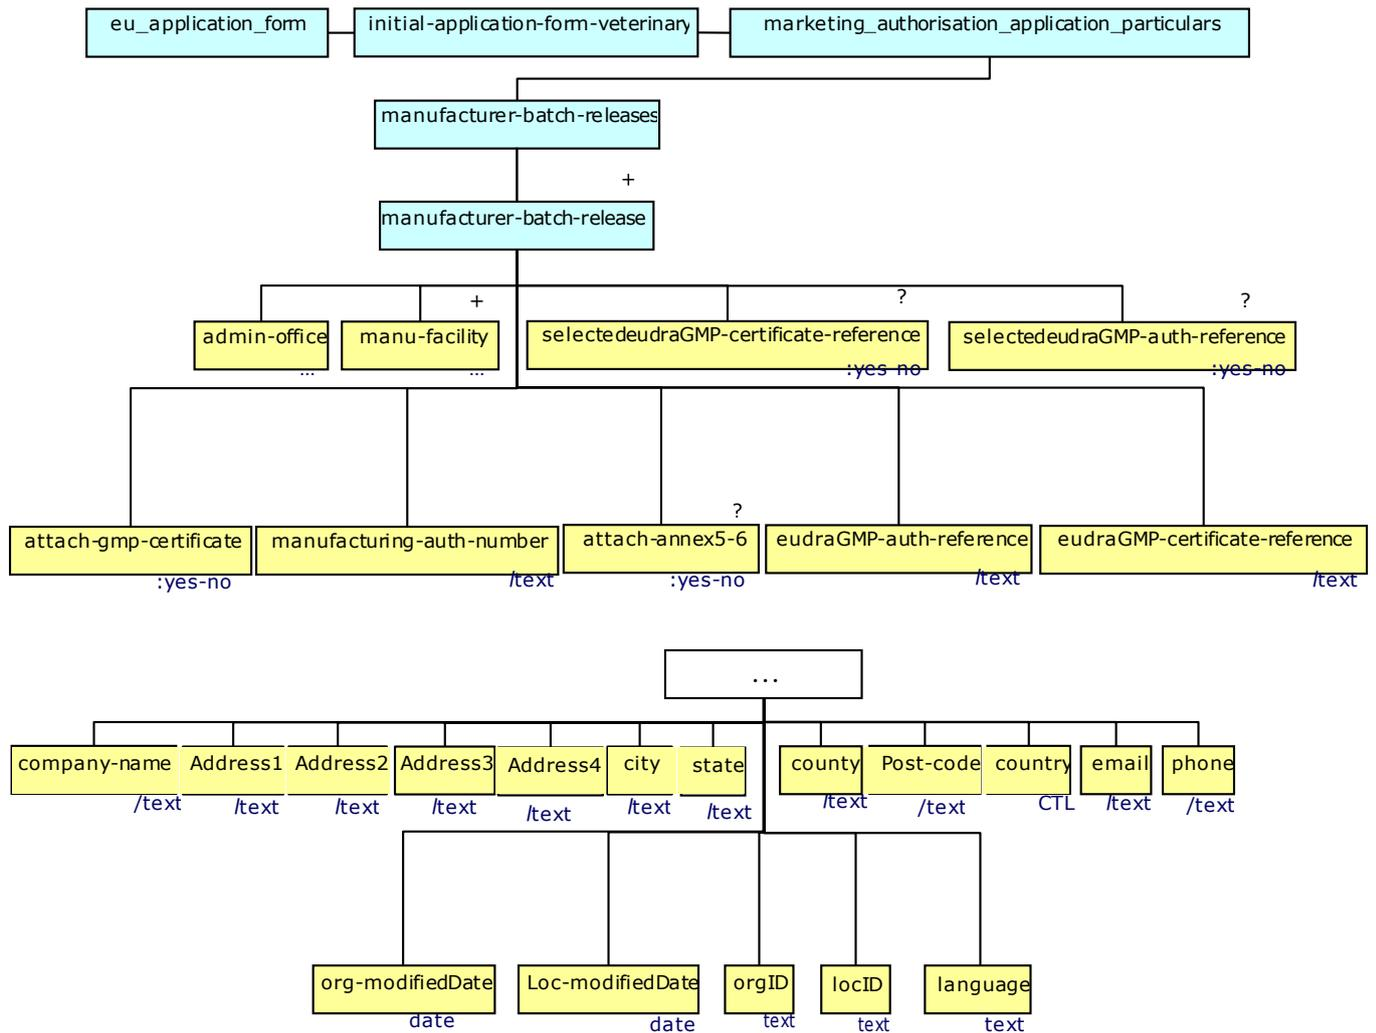 eu_application_form
initial-application-form-veterinary
marketing_authorisation_application_particulars
manufacturer-batch-releases
+
manufacturer-batch-release
+
?
?
admin-office
manu-facility
selectedeudraGMP-certificate-reference
selectedeudraGMP-auth-reference
...
...
:yes-no
:yes-no
?
attach-gmp-certificate
manufacturing-auth-number
attach-annex5-6
eudraGMP-auth-reference
eudraGMP-certificate-reference
:yes-no
/text
:yes-no
/text
/text
...
company-name
Address1
Address2
Address3
Address4
city
state
county
Post-code
country
email
phone
/text
/text
/text
/text
/text
/text
/text
/text
/text
CTL
/text
/text
org-modifiedDate
Loc-modifiedDate
orgID
locID
language
date
date
text
text
text